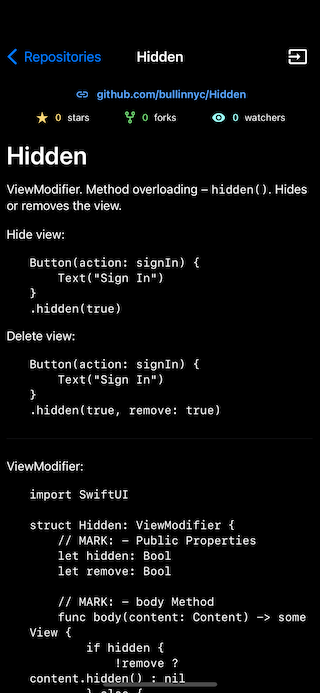 Repositories
Hidden
github.com/bullinnyc/Hidden
0 stars
0 forks
0 watchers
Hidden
ViewModifier. Method overloading – hidden(). Hides
or removes the view.
Hide view:
Button(action: signIn) {
    Text("Sign In")
}
.hidden(true)
Delete view:
Button(action: signIn) {
    Text("Sign In")
}
.hidden(true, remove: true)
ViewModifier:
import SwiftUI
struct Hidden: ViewModifier {
    // MARK: – Public Properties
    let hidden: Bool
    let remove: Bool
    // MARK: – body Method
    func body(content: Content) -> some
View {
        if hidden {
            !remove ?
content.hidden() : nil
        } else {